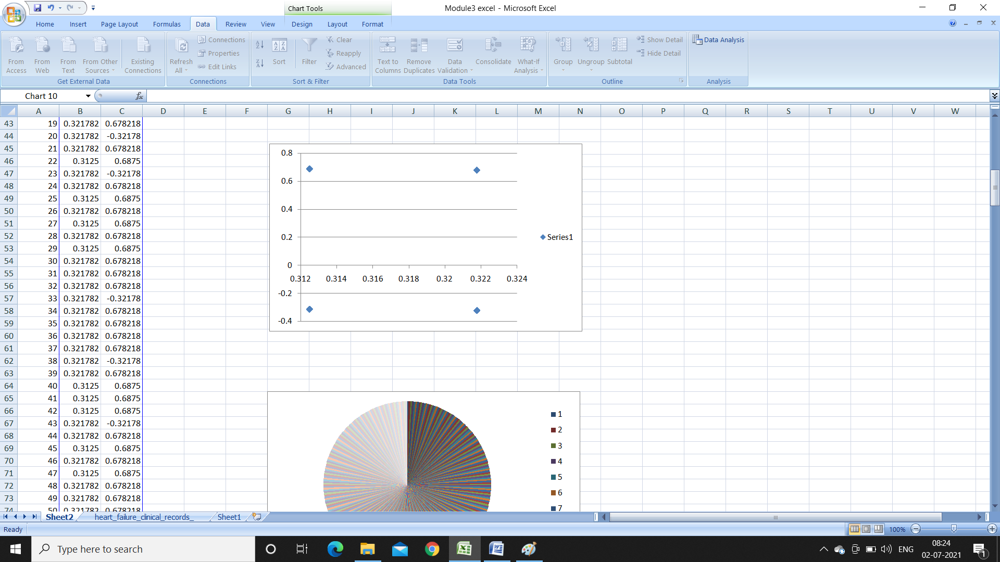 Chart Tools
Module3 excel - Microsoft Excel
Home Insert Page Layout Formulas Data Review View Design Layout Format
From Access
From Web
From Text
From Other Sources
Existing Connections
Get External Data
Refresh All
Connections
Properties
Edit Links
Connections
Sort
Filter
Clear
Reapply
Advanced
Sort & Filter
Text to Columns
Remove Duplicates
Data Validation
Consolidate
What-If Analysis
Data Tools
Group
Ungroup
Subtotal
Show Detail
Hide Detail
Outline
Data Analysis
Analysis
Chart 10 fx
A B C D E F G H I J K L M N O P Q R S T U V W
43 19 0.321782 0.678218
44 20 0.321782 -0.32178
45 21 0.321782 0.678218
46 22 0.3125 0.6875
47 23 0.321782 -0.32178
48 24 0.321782 0.678218
49 25 0.3125 0.6875
50 26 0.321782 0.678218
51 27 0.3125 0.6875
52 28 0.321782 0.678218
53 29 0.3125 0.6875
54 30 0.321782 0.678218
55 31 0.321782 0.678218
56 32 0.321782 0.678218
57 33 0.321782 -0.32178
58 34 0.321782 0.678218
59 35 0.321782 0.678218
60 36 0.321782 0.678218
61 37 0.321782 0.678218
62 38 0.321782 -0.32178
63 39 0.321782 0.678218
64 40 0.3125 0.6875
65 41 0.3125 0.6875
66 42 0.3125 0.6875
67 43 0.321782 -0.32178
68 44 0.321782 0.678218
69 45 0.3125 0.6875
70 46 0.321782 0.678218
71 47 0.3125 0.6875
72 48 0.321782 0.678218
73 49 0.321782 0.678218
74 50 0.321782 0.678218
0.8
0.6
0.4
0.2
0
-0.2
-0.4
0.312 0.314 0.316 0.318 0.32 0.322 0.324
Series1
1
2
3
4
5
6
7
Sheet2 heart_failure_clinical_records_ Sheet1
Ready
100%
Type here to search
ENG
08:24
02-07-2021
1